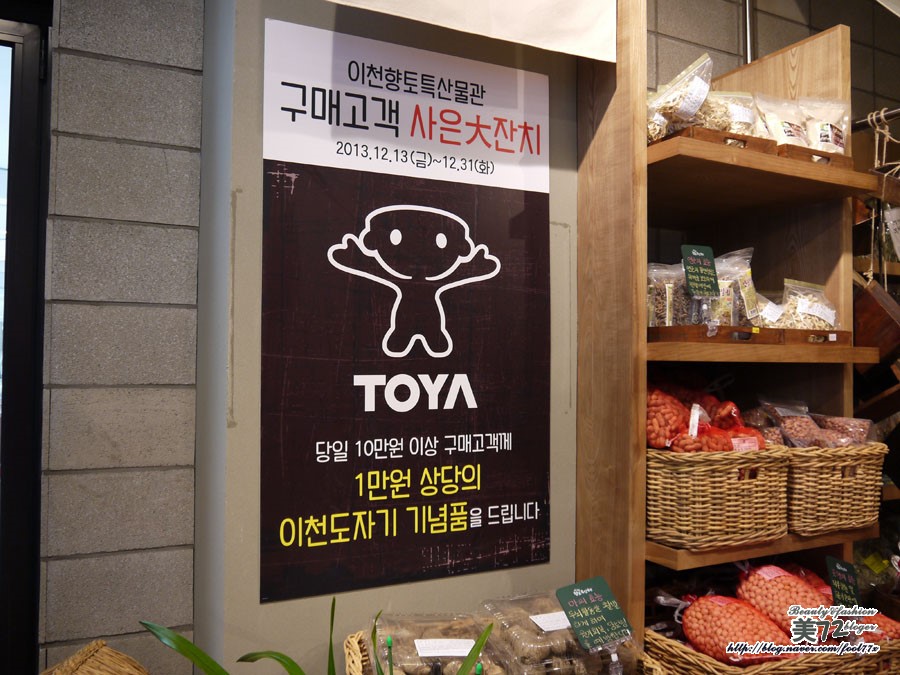 이천향토특산물관
구매고객 사은大잔치
2013.12.13(금)~12.31(화)
TOYA
당일 10만원 이상 구매고객께
1만원 상당의
이천도자기 기념품을 드립니다
Beauty & fashion
美72 bloger
http://blog.naver.com/fool77x